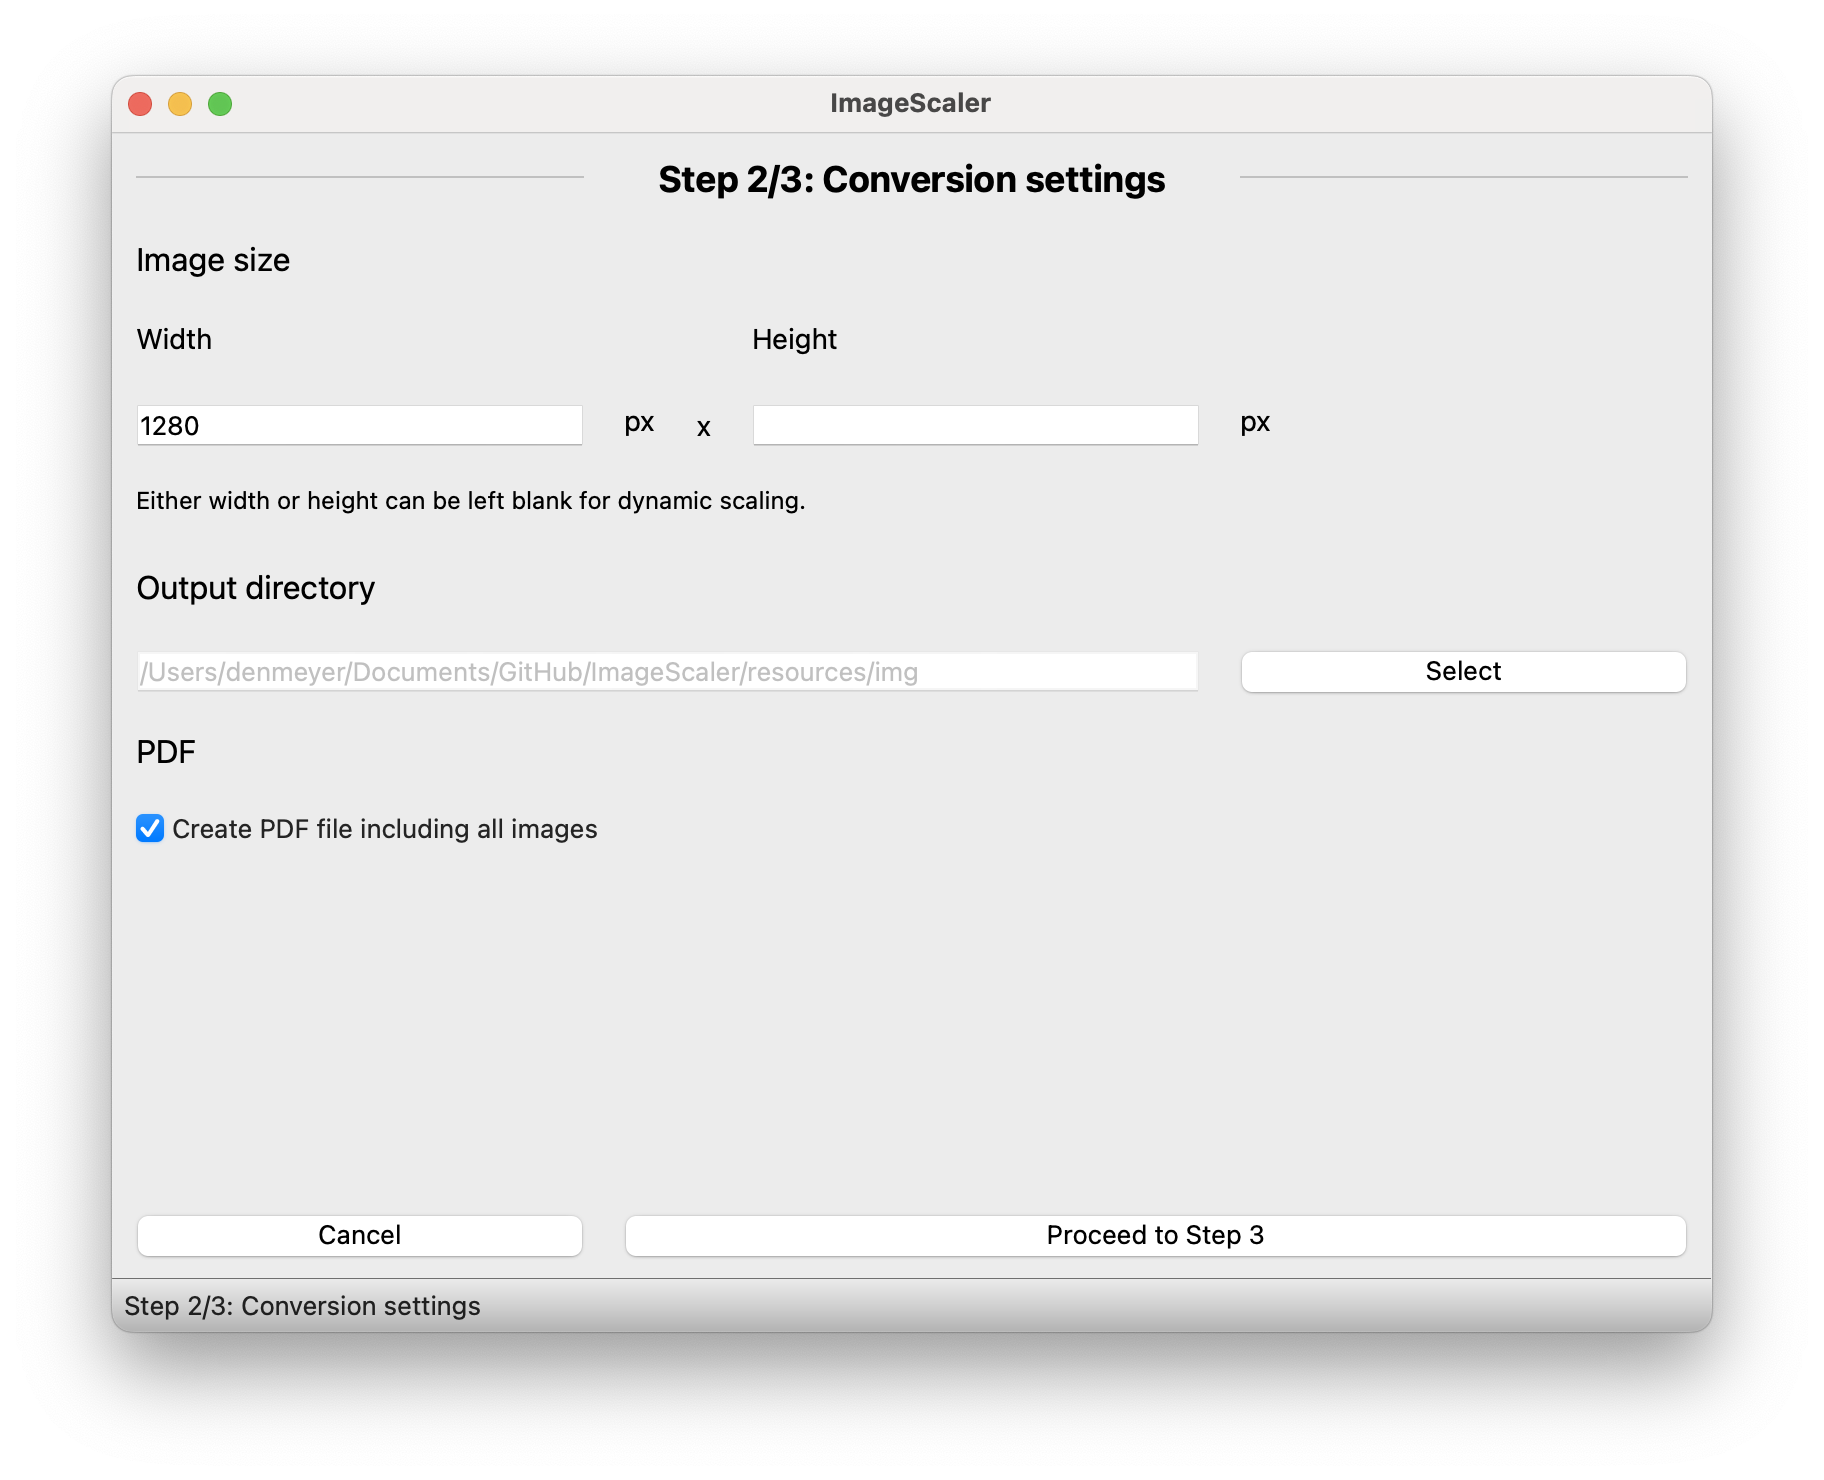 ImageScaler
Step 2/3: Conversion settings
Image size
Width Height
1280 px x px
Either width or height can be left blank for dynamic scaling.
Output directory
/Users/denmeyer/Documents/GitHub/ImageScaler/resources/img Select
PDF
Create PDF file including all images
Cancel Proceed to Step 3
Step 2/3: Conversion settings